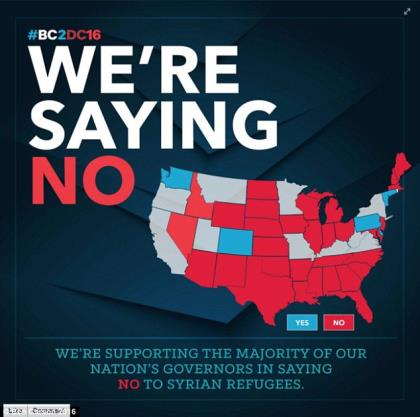 #BC2DC16
WE'RE
SAYING
NO
YES NO
WE'RE SUPPORTING THE MAJORITY OF OUR
NATION'S GOVERNORS IN SAYING
NO TO SYRIAN REFUGEES.